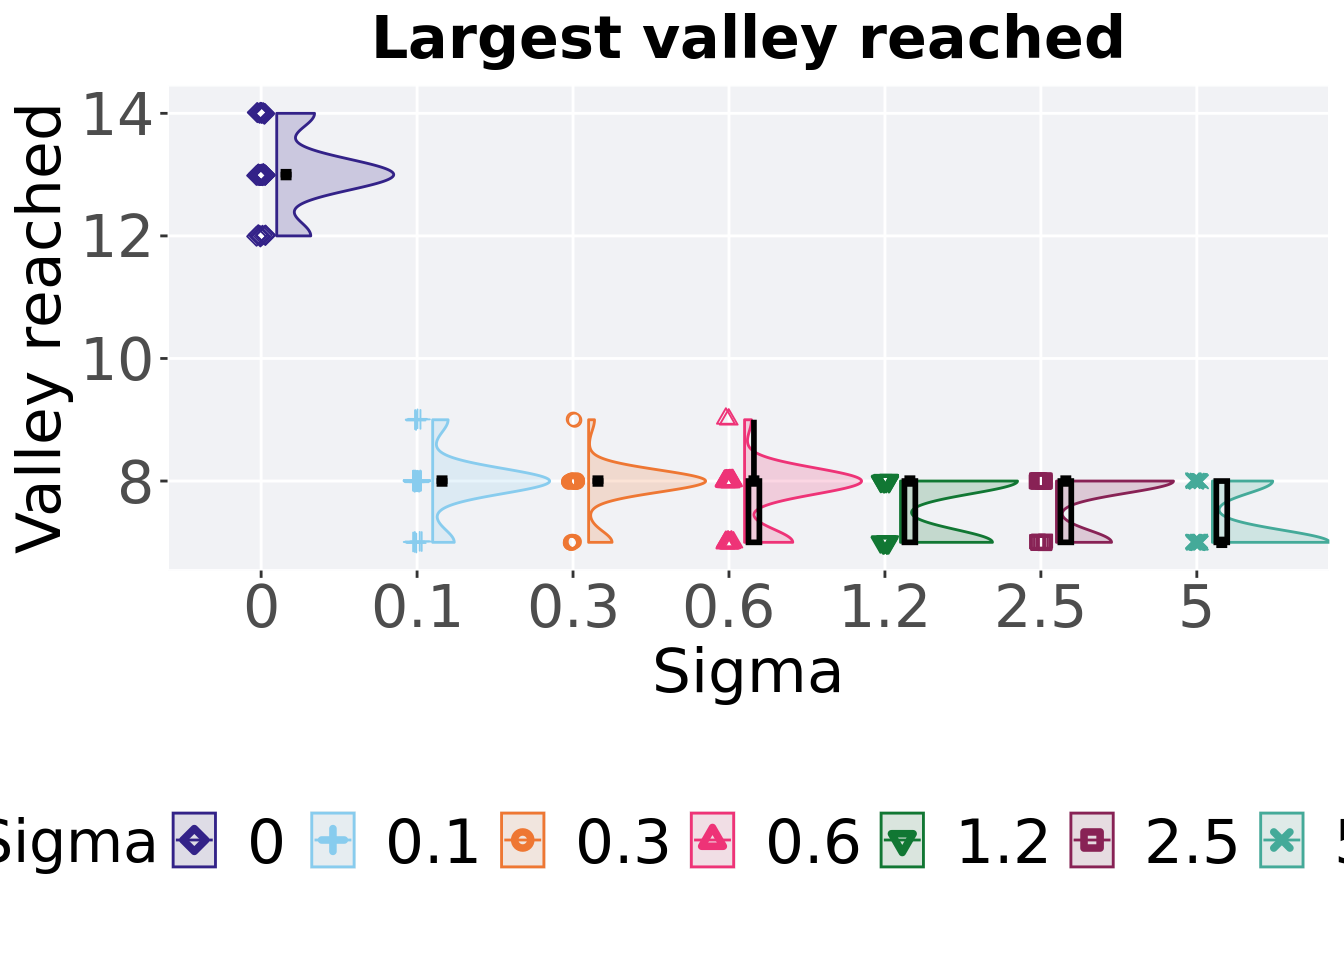 Largest valley reached
Valley reached
14
12
10
8
0 0.1 0.3 0.6 1.2 2.5 5
Sigma
Sigma 0 0.1 0.3 0.6 1.2 2.5 5